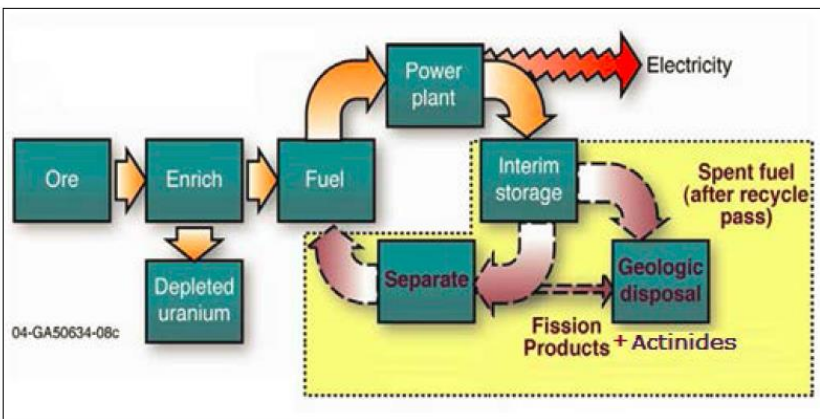 Power
plant
Electricity
Ore
Enrich
Fuel
Interim
storage
Spent fuel
(after recycle
pass)
Depleted
uranium
Separate
Geologic
disposal
04-GA50634-08c
Fission
Products + Actinides